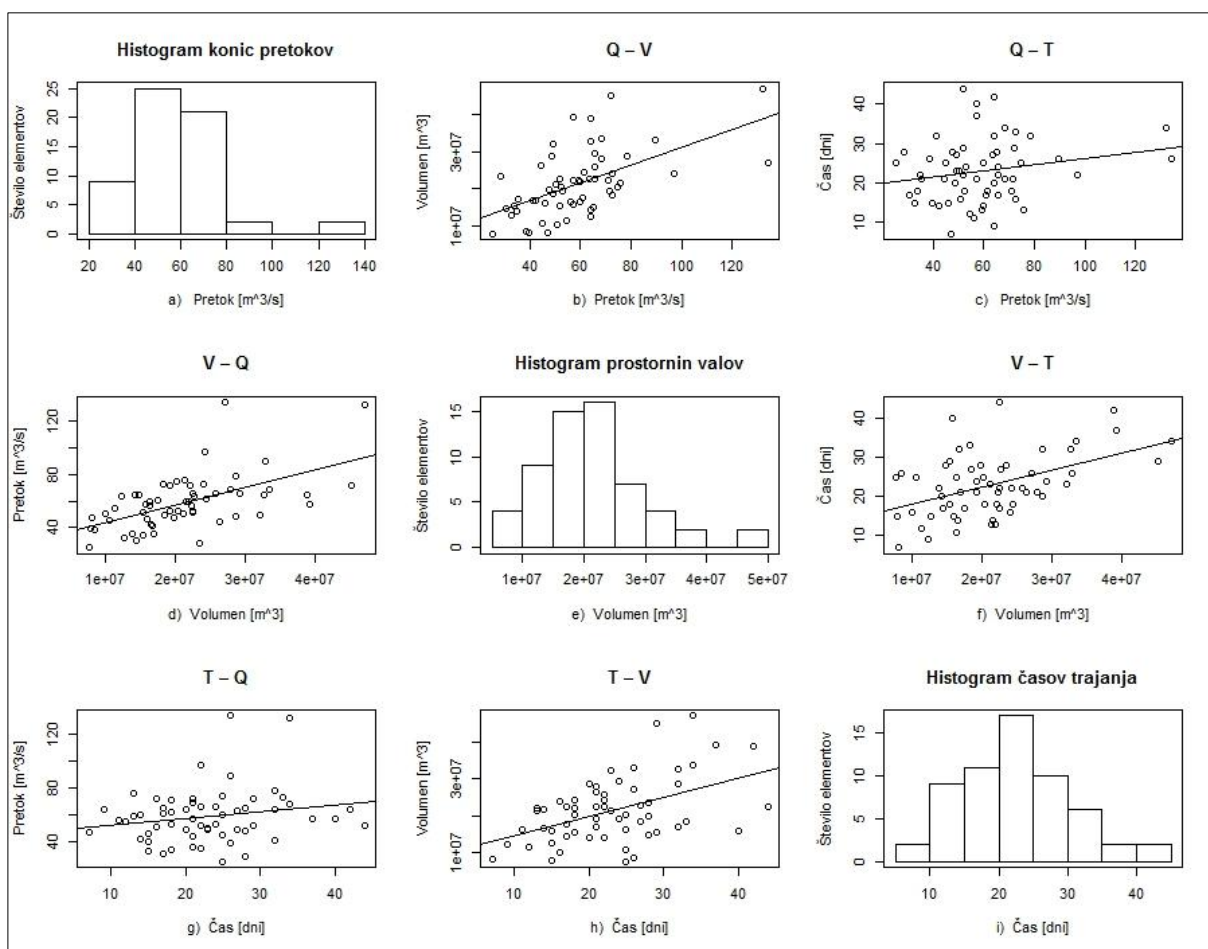 Histogram konic pretokov
Število elementov
0 5 10 15 25
20 40 60 80 100 120 140
a) Pretok [m^3/s]
Q – V
Volumen [m^3]
1e+07 3e+07
40 60 80 100 120
b) Pretok [m^3/s]
Q – T
Čas [dni]
10 20 30 40
40 60 80 100 120
c) Pretok [m^3/s]
V – Q
Pretok [m^3/s]
40 80 120
1e+07 2e+07 3e+07 4e+07
d) Volumen [m^3]
Histogram prostornin valov
Število elementov
0 5 10 15
1e+07 2e+07 3e+07 4e+07 5e+07
e) Volumen [m^3]
V – T
Čas [dni]
10 20 30 40
1e+07 2e+07 3e+07 4e+07
f) Volumen [m^3]
T – Q
Pretok [m^3/s]
40 80 120
10 20 30 40
g) Čas [dni]
T – V
Volumen [m^3]
1e+07 3e+07
10 20 30 40
h) Čas [dni]
Histogram časov trajanja
Število elementov
0 5 10 15
10 20 30 40
i) Čas [dni]